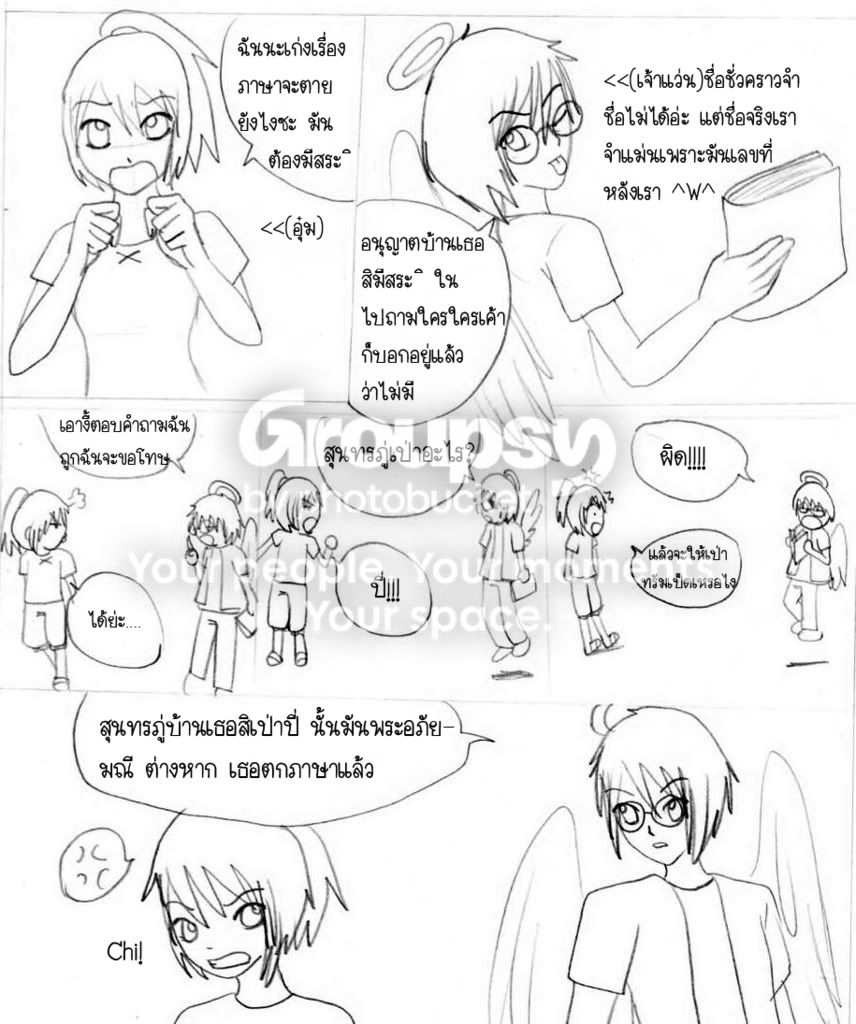 ฉันนะเก่งเรื่อง
ภาษาจะตาย
ยังไงซะ มัน
ต้องมีสระ ิ
<<(อุ๋ม)
<<(เจ้าแว่น)ชื่อชั่วคราวจำ
ชื่อไม่ได้อ่ะ แต่ชื่อจริงเรา
จำแม่นเพราะมันเลขที่
หลังเรา ^W^
อนุญาตบ้านเธอ
สิมีสระ ิ ใน
ไปถามใครใครเค้า
ก็บอกอยู่แล้ว
ว่าไม่มี
เอางี้ตอบคำถามฉัน
ถูกฉันจะขอโทษ
ได้ย่ะ....
สุนทรภู่เป่าอะไร?
ปี่!!!
ผิด!!!!
แล้วจะให้เป่า
ทรัมเป็ตเหรอไง
Groupsy
by photobucket
Your people. Your moments.
Your space.
สุนทรภู่บ้านเธอสิเป่าปี่ นั้นมันพระอภัย-
มณี ต่างหาก เธอตกภาษาแล้ว
Chi!